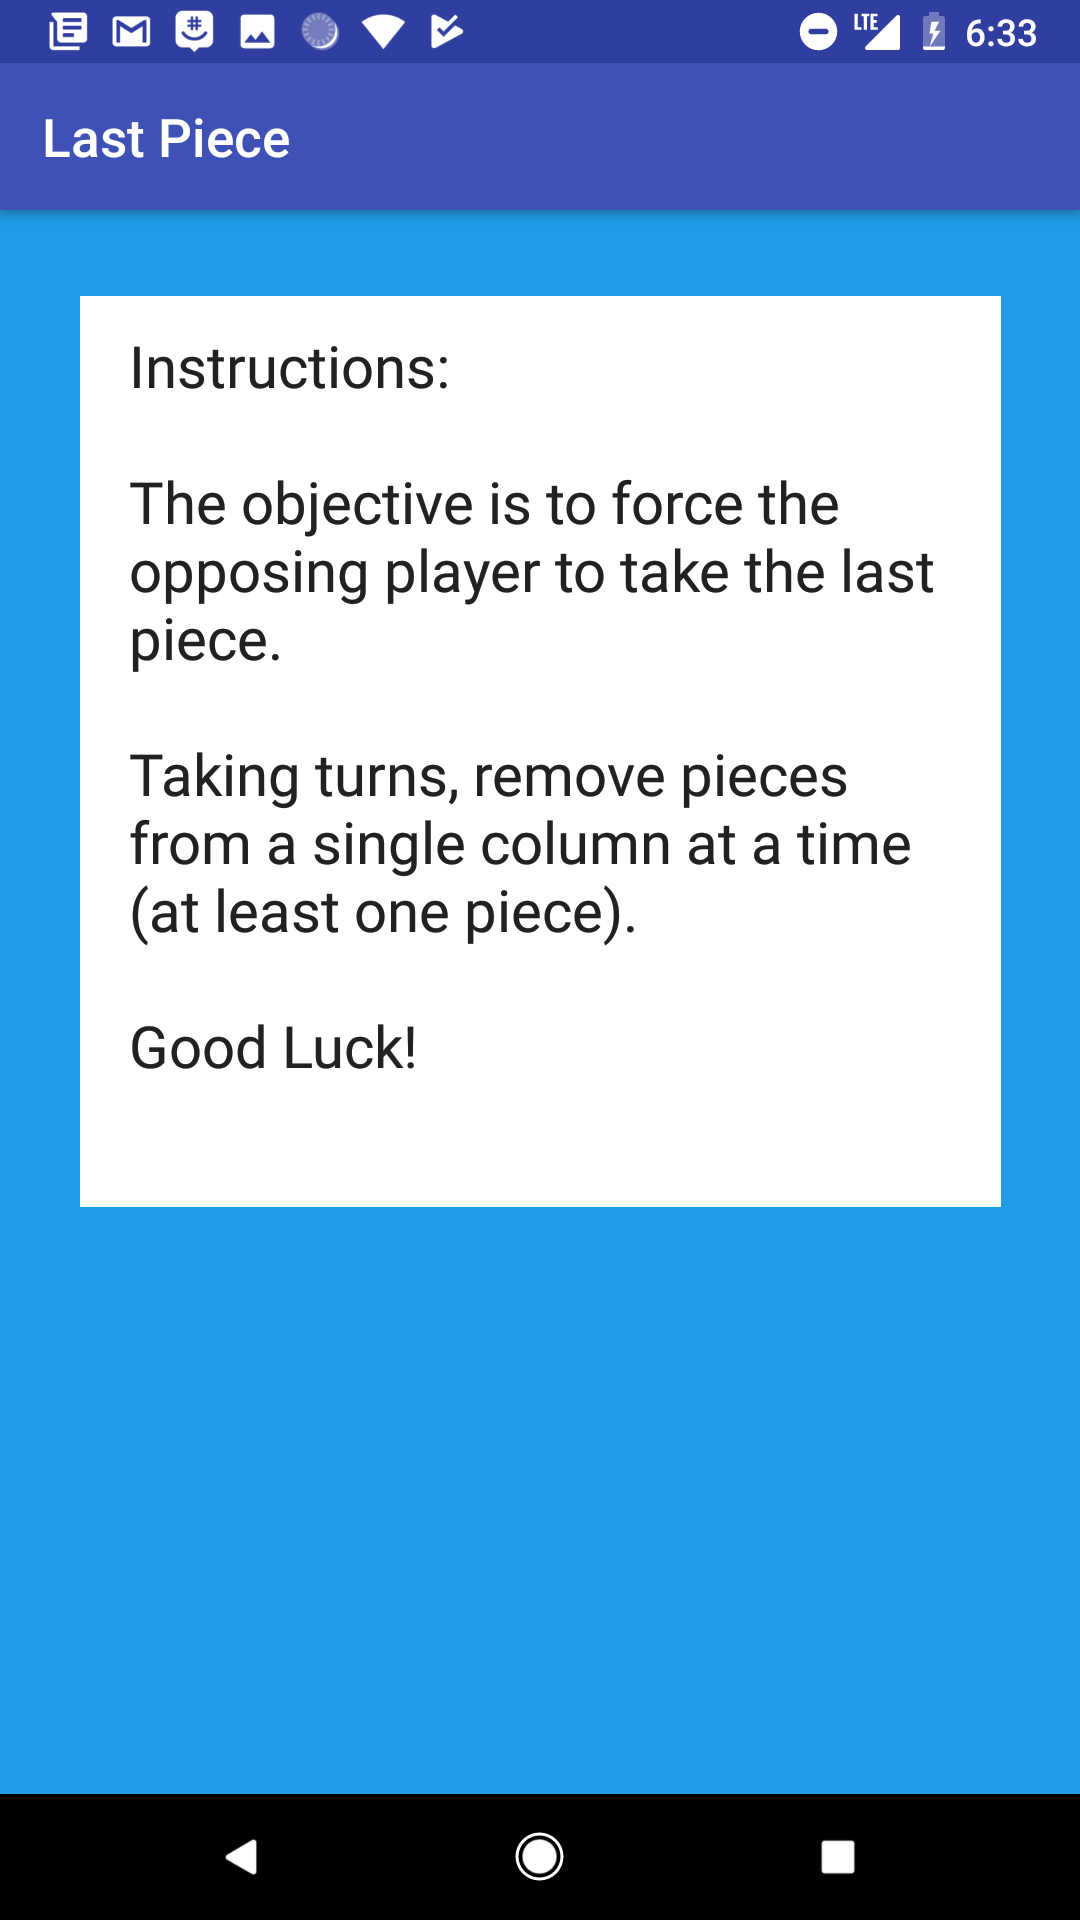 LTE 6:33
Last Piece
Instructions:
The objective is to force the
opposing player to take the last
piece.
Taking turns, remove pieces
from a single column at a time
(at least one piece).
Good Luck!